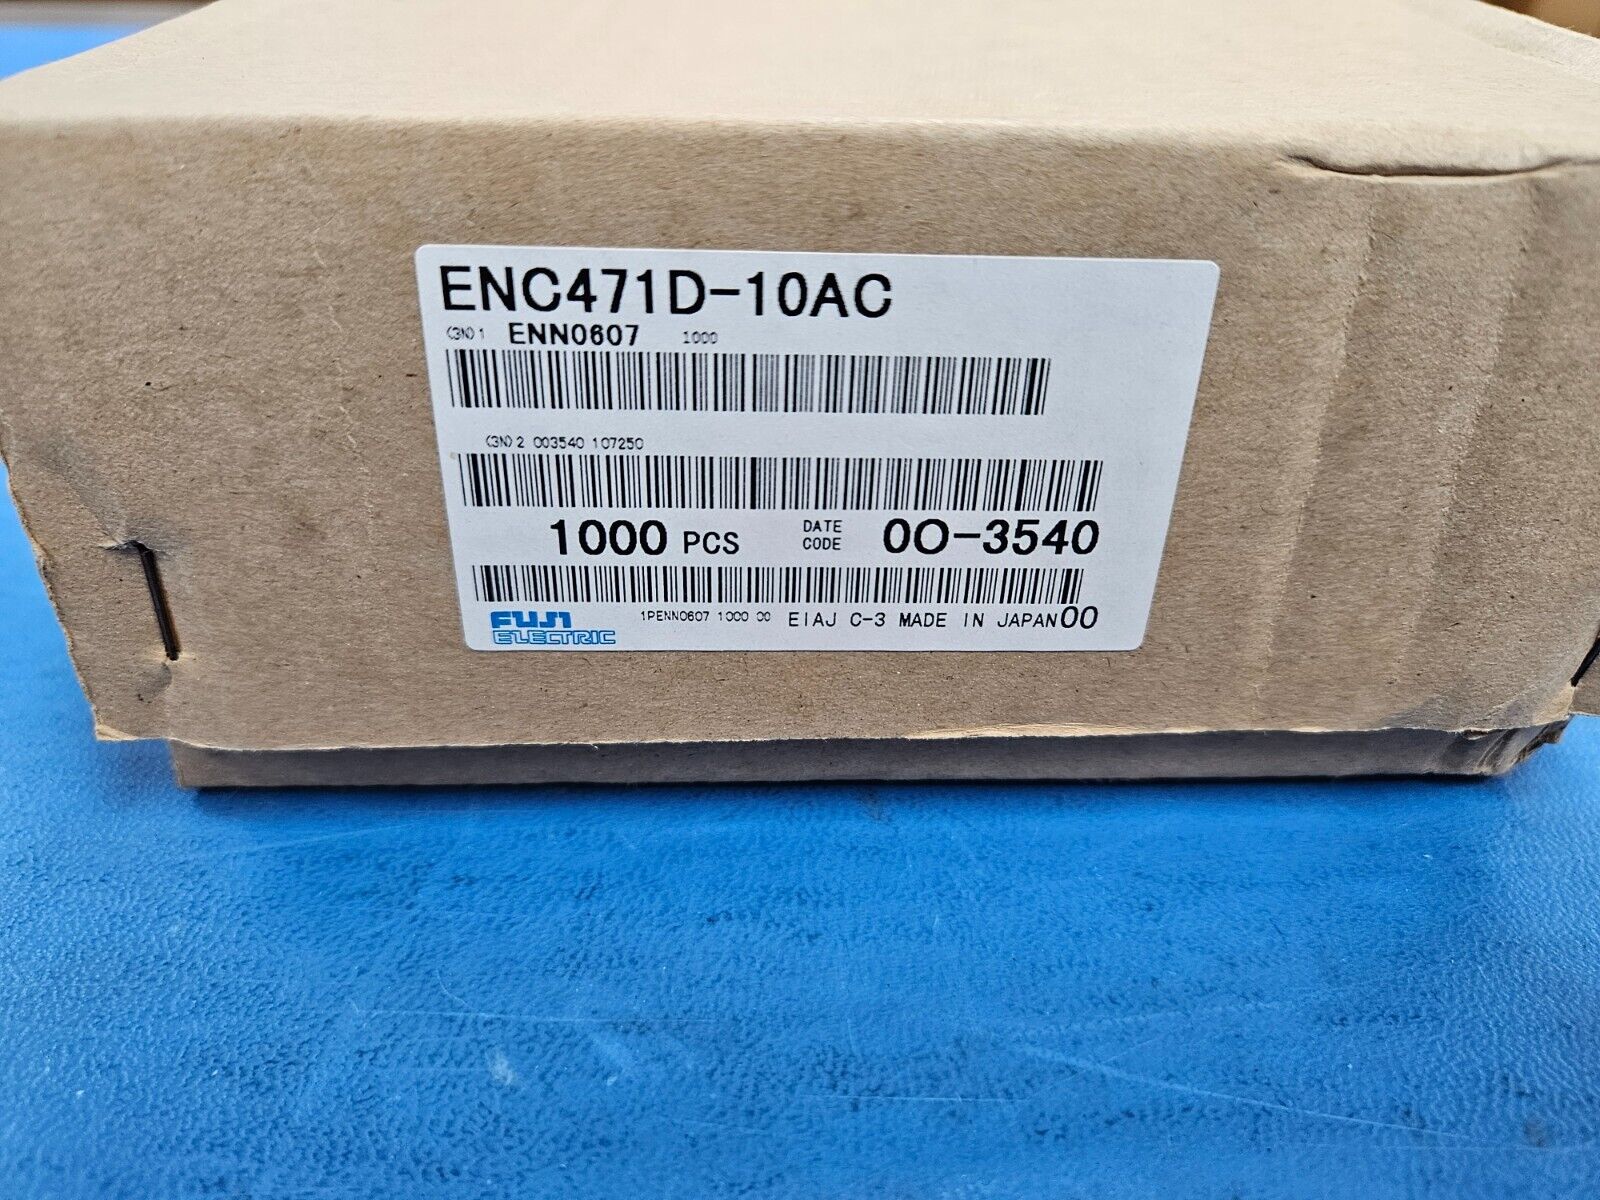 ENC471D-10AC
(3N)1 ENN0607 1000
(3N)2 003540 107250
1000 PCS DATE CODE 0O-3540
FUJI ELECTRIC
1PENN0607 1000 00 EIAJ C-3 MADE IN JAPAN 00